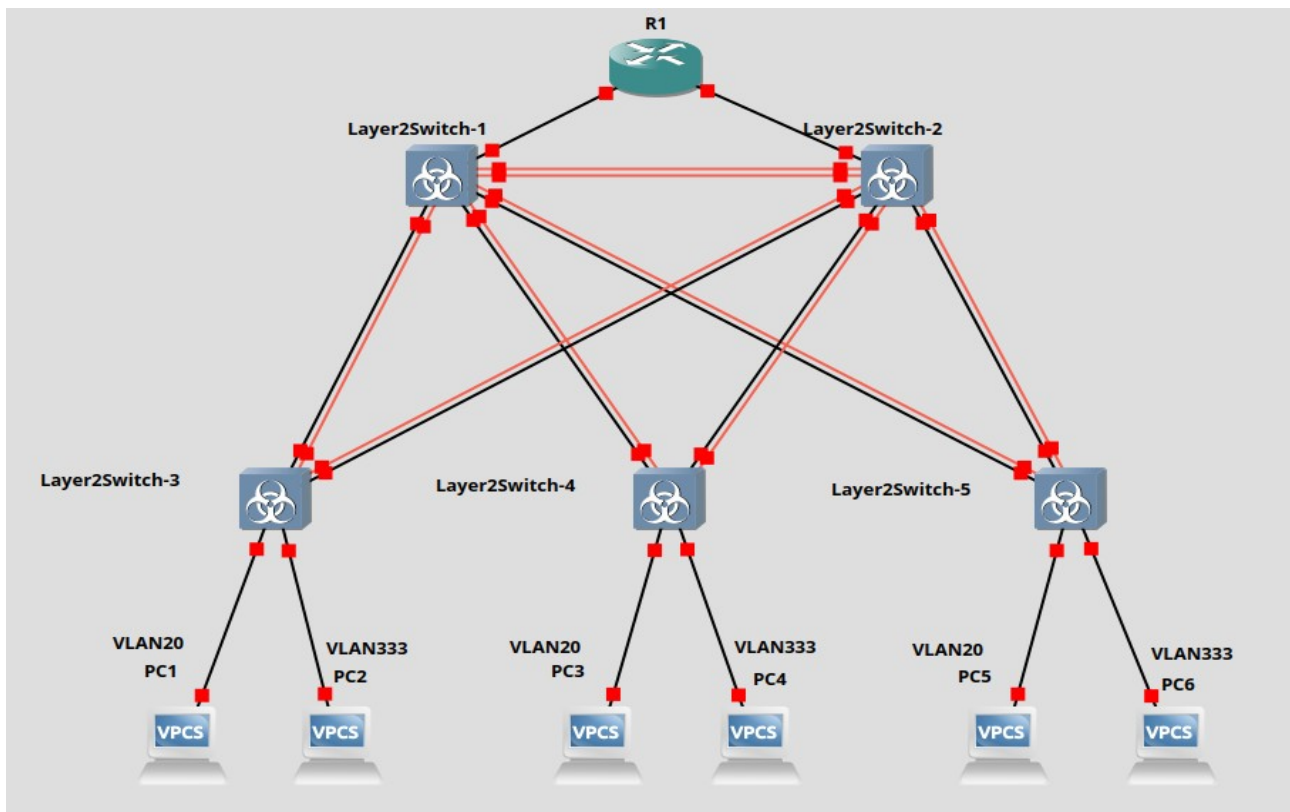 R1
Layer2Switch-1
Layer2Switch-2
Layer2Switch-3
Layer2Switch-4
Layer2Switch-5
VLAN20
PC1
VLAN333
PC2
VLAN20
PC3
VLAN333
PC4
VLAN20
PC5
VLAN333
PC6
VPCS
VPCS
VPCS
VPCS
VPCS
VPCS